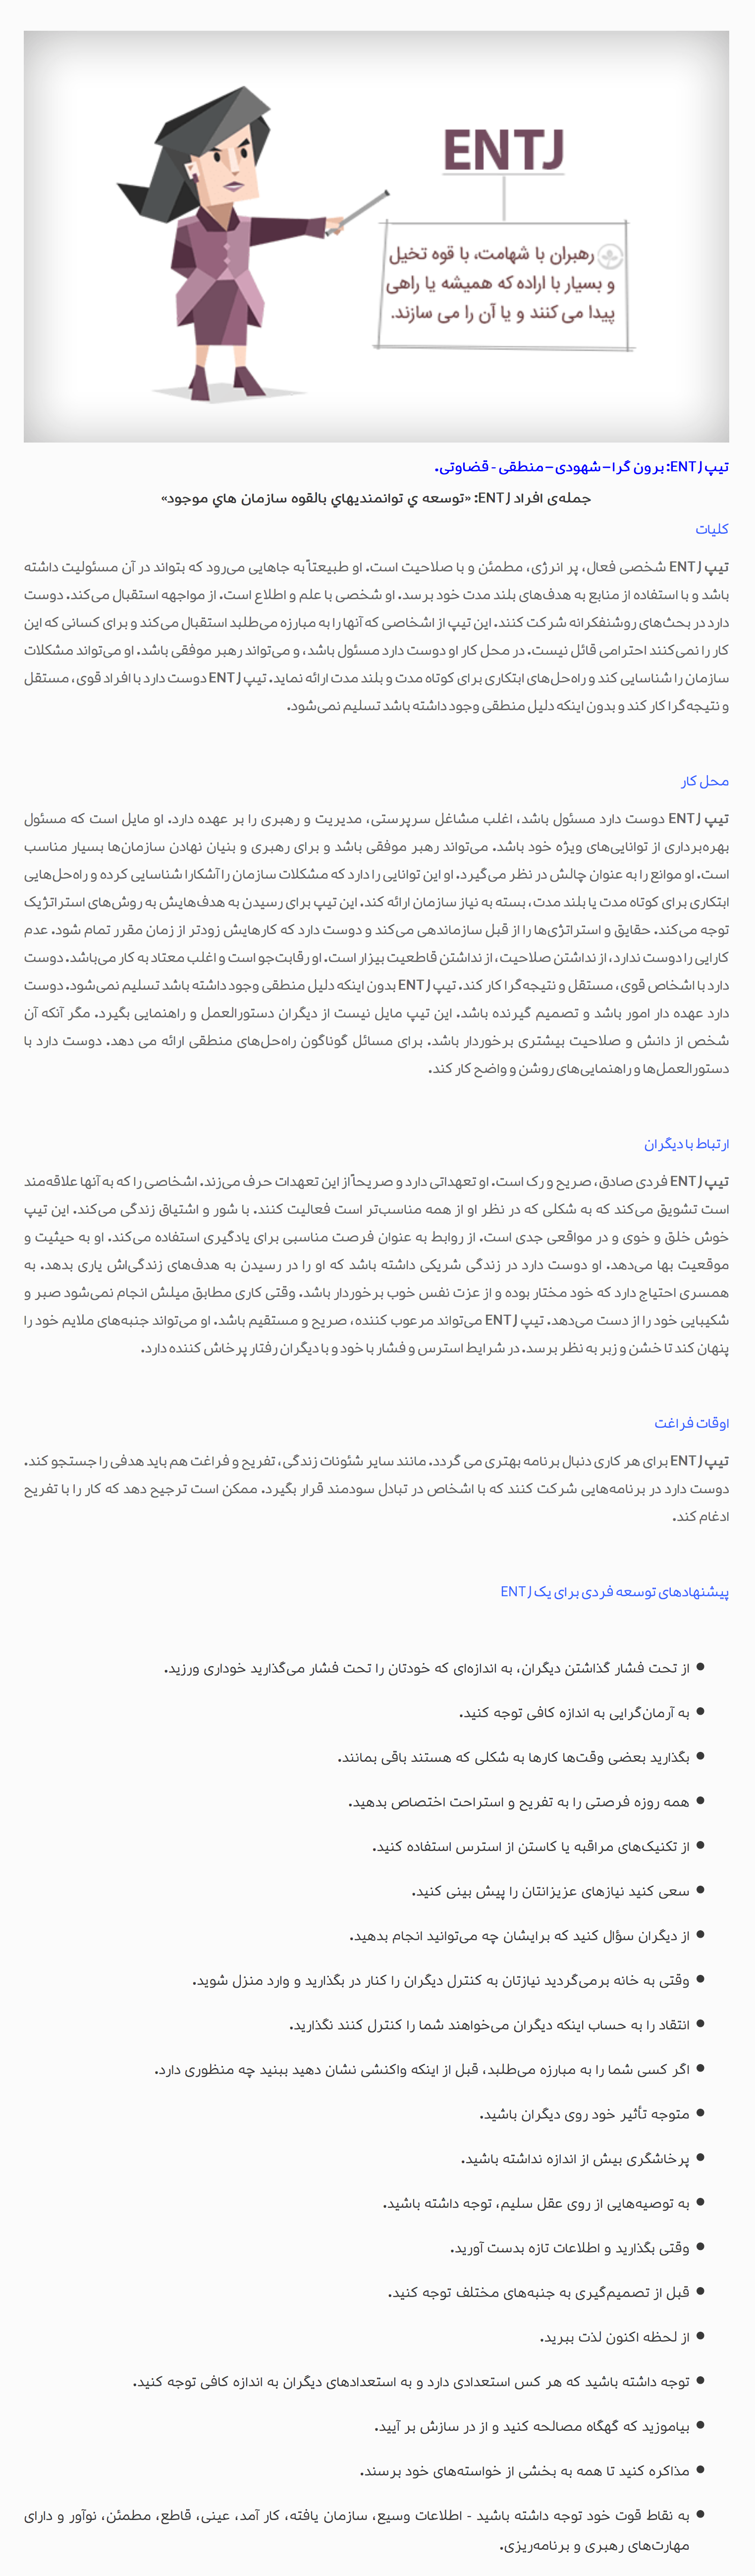 ENTJ
رهبران با شهامت، با قوه تخیل
و بسیار با اراده که همیشه یا راهی
پیدا می کنند و یا آن را می سازند.
تیپ ENTJ: برون گرا–شهودی–منطقی - قضاوتی.
جمله‌ی افراد ENTJ: «توسعه ي توانمنديهاي بالقوه سازمان هاي موجود»
کلیات
تیپ ENTJ شخصی فعال، پر انرژی، مطمئن و با صلاحیت است. او طبیعتاً به جاهایی می‌رود که بتواند در آن مسئولیت داشته
باشد و با استفاده از منابع به هدف‌های بلند مدت خود برسد. او شخصی با علم و اطلاع است. از مواجهه استقبال می‌کند. دوست
دارد در بحث‌های روشنفکرانه شرکت کنند. این تیپ از اشخاصی که آنها را به مبارزه می‌طلبد استقبال می‌کند و برای کسانی که این
کار را نمی‌کنند احترامی قائل نیست. در محل کار او دوست دارد مسئول باشد، و می‌تواند رهبر موفقی باشد. او می‌تواند مشکلات
سازمان را شناسایی کند و راه‌حل‌های ابتکاری برای کوتاه مدت و بلند مدت ارائه نماید. تیپ ENTJ دوست دارد با افراد قوی، مستقل
و نتیجه‌گرا کار کند و بدون اینکه دلیل منطقی وجود داشته باشد تسلیم نمی‌شود.
محل کار
تیپ ENTJ دوست دارد مسئول باشد، اغلب مشاغل سرپرستی، مدیریت و رهبری را بر عهده دارد. او مایل است که مسئول
بهره‌برداری از توانایی‌های ویژه خود باشد. می‌تواند رهبر موفقی باشد و برای رهبری و بنیان نهادن سازمان‌ها بسیار مناسب
است. او موانع را به عنوان چالش در نظر می‌گیرد. او این توانایی را دارد که مشکلات سازمان را آشکارا شناسایی کرده و راه‌حل‌هایی
ابتکاری برای کوتاه مدت یا بلند مدت، بسته به نیاز سازمان ارائه کند. این تیپ برای رسیدن به هدف‌هایش به روش‌های استراتژیک
توجه می‌کند. حقایق و استراتژی‌ها را از قبل سازماندهی می‌کند و دوست دارد که کارهایش زودتر از زمان مقرر تمام شود. عدم
کارایی را دوست ندارد، از نداشتن صلاحیت، از نداشتن قاطعیت بیزار است. او رقابت‌جو است و اغلب معتاد به کار می‌باشد. دوست
دارد با اشخاص قوی، مستقل و نتیجه‌گرا کار کند. تیپ ENTJ بدون اینکه دلیل منطقی وجود داشته باشد تسلیم نمی‌شود. دوست
دارد عهده دار امور باشد و تصمیم گیرنده باشد. این تیپ مایل نیست از دیگران دستورالعمل و راهنمایی بگیرد. مگر آنکه آن
شخص از دانش و صلاحیت بیشتری برخوردار باشد. برای مسائل گوناگون راه‌حل‌های منطقی ارائه می دهد. دوست دارد با
دستورالعمل‌ها و راهنمایی‌های روشن و واضح کار کند.
ارتباط با دیگران
تیپ ENTJ فردی صادق، صریح و رک است. او تعهداتی دارد و صریحاً از این تعهدات حرف می‌زند. اشخاصی را که به آنها علاقه‌مند
است تشویق می‌کند که به شکلی که در نظر او از همه مناسب‌تر است فعالیت کنند. با شور و اشتیاق زندگی می‌کند. این تیپ
خوش خلق و خوی و در مواقعی جدی است. از روابط به عنوان فرصت مناسبی برای یادگیری استفاده می‌کند. او به حیثیت و
موقعیت بها می‌دهد. او دوست دارد در زندگی شریکی داشته باشد که او را در رسیدن به هدف‌های زندگی‌اش یاری بدهد. به
همسری احتیاج دارد که خود مختار بوده و از عزت نفس خوب برخوردار باشد. وقتی کاری مطابق میلش انجام نمی‌شود صبر و
شکیبایی خود را از دست می‌دهد. تیپ ENTJ می‌تواند مرعوب کننده، صریح و مستقیم باشد. او می‌تواند جنبه‌های ملایم خود را
پنهان کند تا خشن و زبر به نظر برسد. در شرایط استرس و فشار با خود و با دیگران رفتار پرخاش کننده دارد.
اوقات فراغت
تیپ ENTJ برای هر کاری دنبال برنامه بهتری می گردد. مانند سایر شئونات زندگی، تفریح و فراغت هم باید هدفی را جستجو کند.
دوست دارد در برنامه‌هایی شرکت کنند که با اشخاص در تبادل سودمند قرار بگیرد. ممکن است ترجیح دهد که کار را با تفریح
ادغام کند.
پیشنهادهای توسعه فردی برای یک ENTJ
● از تحت فشار گذاشتن دیگران، به اندازه‌ای که خودتان را تحت فشار می‌گذارید خودداری ورزید.
● به آرمان‌گرایی به اندازه کافی توجه کنید.
● بگذارید بعضی وقت‌ها کارها به شکلی که هستند باقی بمانند.
● همه روزه فرصتی را به تفریح و استراحت اختصاص بدهید.
● از تکنیک‌های مراقبه یا کاستن از استرس استفاده کنید.
● سعی کنید نیازهای عزیزانتان را پیش بینی کنید.
● از دیگران سؤال کنید که برایشان چه می‌توانید انجام بدهید.
● وقتی به خانه برمی‌گردید نیازتان به کنترل دیگران را کنار در بگذارید و وارد منزل شوید.
● انتقاد را به حساب اینکه دیگران می‌خواهند شما را کنترل کنند نگذارید.
● اگر کسی شما را به مبارزه می‌طلبد، قبل از اینکه واکنشی نشان دهید ببنید چه منظوری دارد.
● متوجه تأثیر خود روی دیگران باشید.
● پرخاشگری بیش از اندازه نداشته باشید.
● به توصیه‌هایی از روی عقل سلیم، توجه داشته باشید.
● وقتی بگذارید و اطلاعات تازه بدست آورید.
● قبل از تصمیم‌گیری به جنبه‌های مختلف توجه کنید.
● از لحظه اکنون لذت ببرید.
● توجه داشته باشید که هر کس استعدادی دارد و به استعدادهای دیگران به اندازه کافی توجه کنید.
● بیاموزید که گهگاه مصالحه کنید و از در سازش بر آیید.
● مذاکره کنید تا همه به بخشی از خواسته‌های خود برسند.
● به نقاط قوت خود توجه داشته باشید - اطلاعات وسیع، سازمان یافته، کار آمد، عینی، قاطع، مطمئن، نوآور و دارای
مهارت‌های رهبری و برنامه‌ریزی.